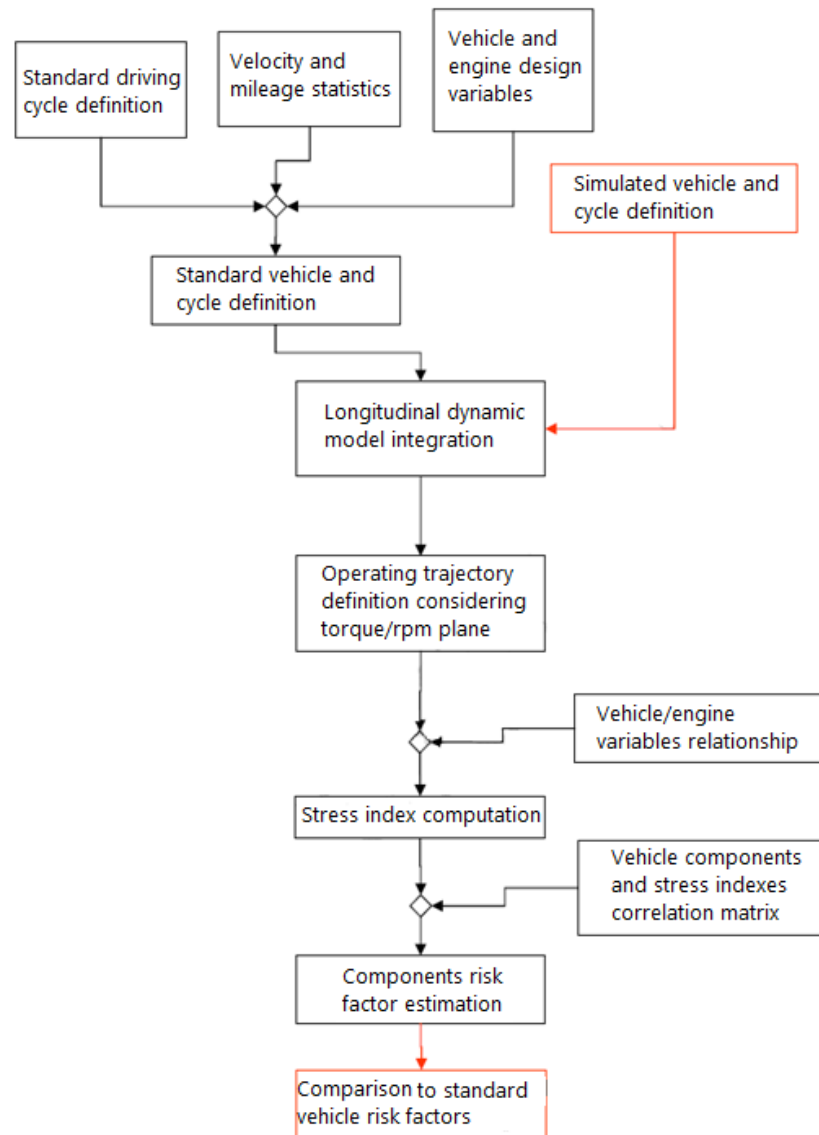 Standard driving
cycle definition
Velocity and
mileage statistics
Vehicle and
engine design
variables
Simulated vehicle and
cycle definition
Standard vehicle and
cycle definition
Longitudinal dynamic
model integration
Operating trajectory
definition considering
torque/rpm plane
Vehicle/engine
variables relationship
Stress index computation
Vehicle components
and stress indexes
correlation matrix
Components risk
factor estimation
Comparison to standard
vehicle risk factors